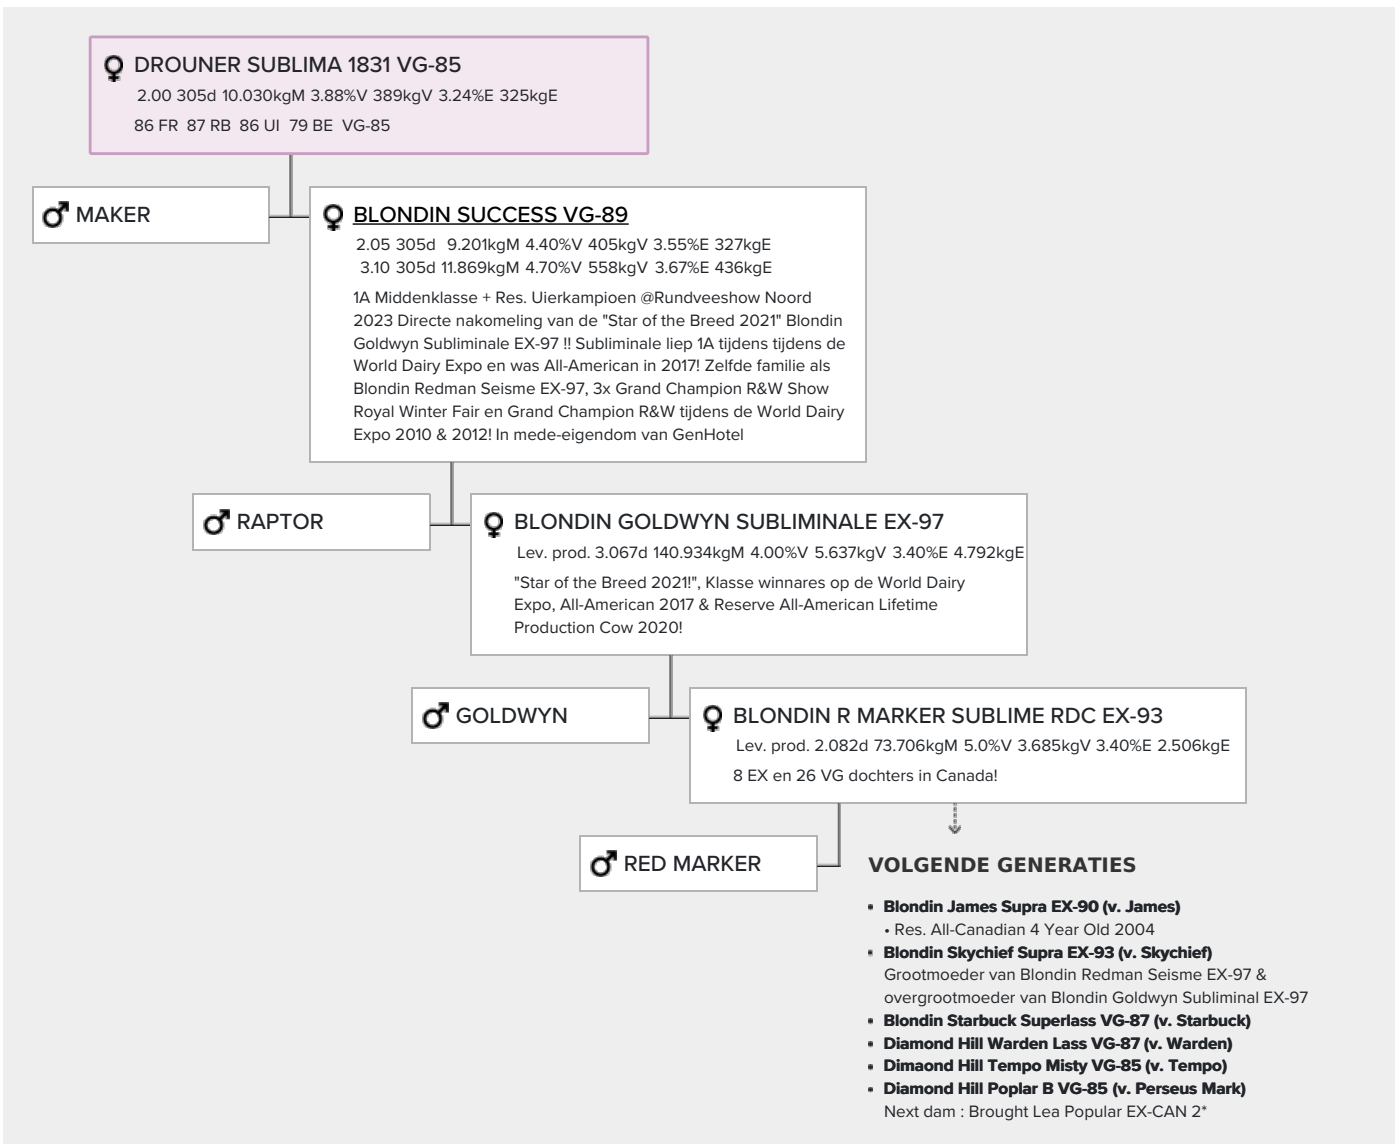 ♀ DROUNER SUBLIMA 1831 VG-85
2.00 305d 10.030kgM 3.88%V 389kgV 3.24%E 325kgE
86 FR 87 RB 86 UI 79 BE VG-85
♂ MAKER
♀ BLONDIN SUCCESS VG-89
2.05 305d 9.201kgM 4.40%V 405kgV 3.55%E 327kgE
3.10 305d 11.869kgM 4.70%V 558kgV 3.67%E 436kgE
1A Middenklasse + Res. Uierkampioen @Rundveeshow Noord
2023 Directe nakomeling van de "Star of the Breed 2021" Blondin
Goldwyn Subliminale EX-97 !! Subliminale liep 1A tijdens tijdens de
World Dairy Expo en was All-American in 2017! Zelfde familie als
Blondin Redman Seisme EX-97, 3x Grand Champion R&W Show
Royal Winter Fair en Grand Champion R&W tijdens de World Dairy
Expo 2010 & 2012! In mede-eigendom van GenHotel
♂ RAPTOR
♀ BLONDIN GOLDWYN SUBLIMINALE EX-97
Lev. prod. 3.067d 140.934kgM 4.00%V 5.637kgV 3.40%E 4.792kgE
"Star of the Breed 2021!", Klasse winnares op de World Dairy
Expo, All-American 2017 & Reserve All-American Lifetime
Production Cow 2020!
♂ GOLDWYN
♀ BLONDIN R MARKER SUBLIME RDC EX-93
Lev. prod. 2.082d 73.706kgM 5.0%V 3.685kgV 3.40%E 2.506kgE
8 EX en 26 VG dochters in Canada!
♂ RED MARKER
VOLGENDE GENERATIES
• Blondin James Supra EX-90 (v. James)
• Res. All-Canadian 4 Year Old 2004
• Blondin Skychief Supra EX-93 (v. Skychief)
Grootmoeder van Blondin Redman Seisme EX-97 &
overgrootmoeder van Blondin Goldwyn Subliminal EX-97
• Blondin Starbuck Superlass VG-87 (v. Starbuck)
• Diamond Hill Warden Lass VG-87 (v. Warden)
• Dimaond Hill Tempo Misty VG-85 (v. Tempo)
• Diamond Hill Poplar B VG-85 (v. Perseus Mark)
Next dam : Brought Lea Popular EX-CAN 2*